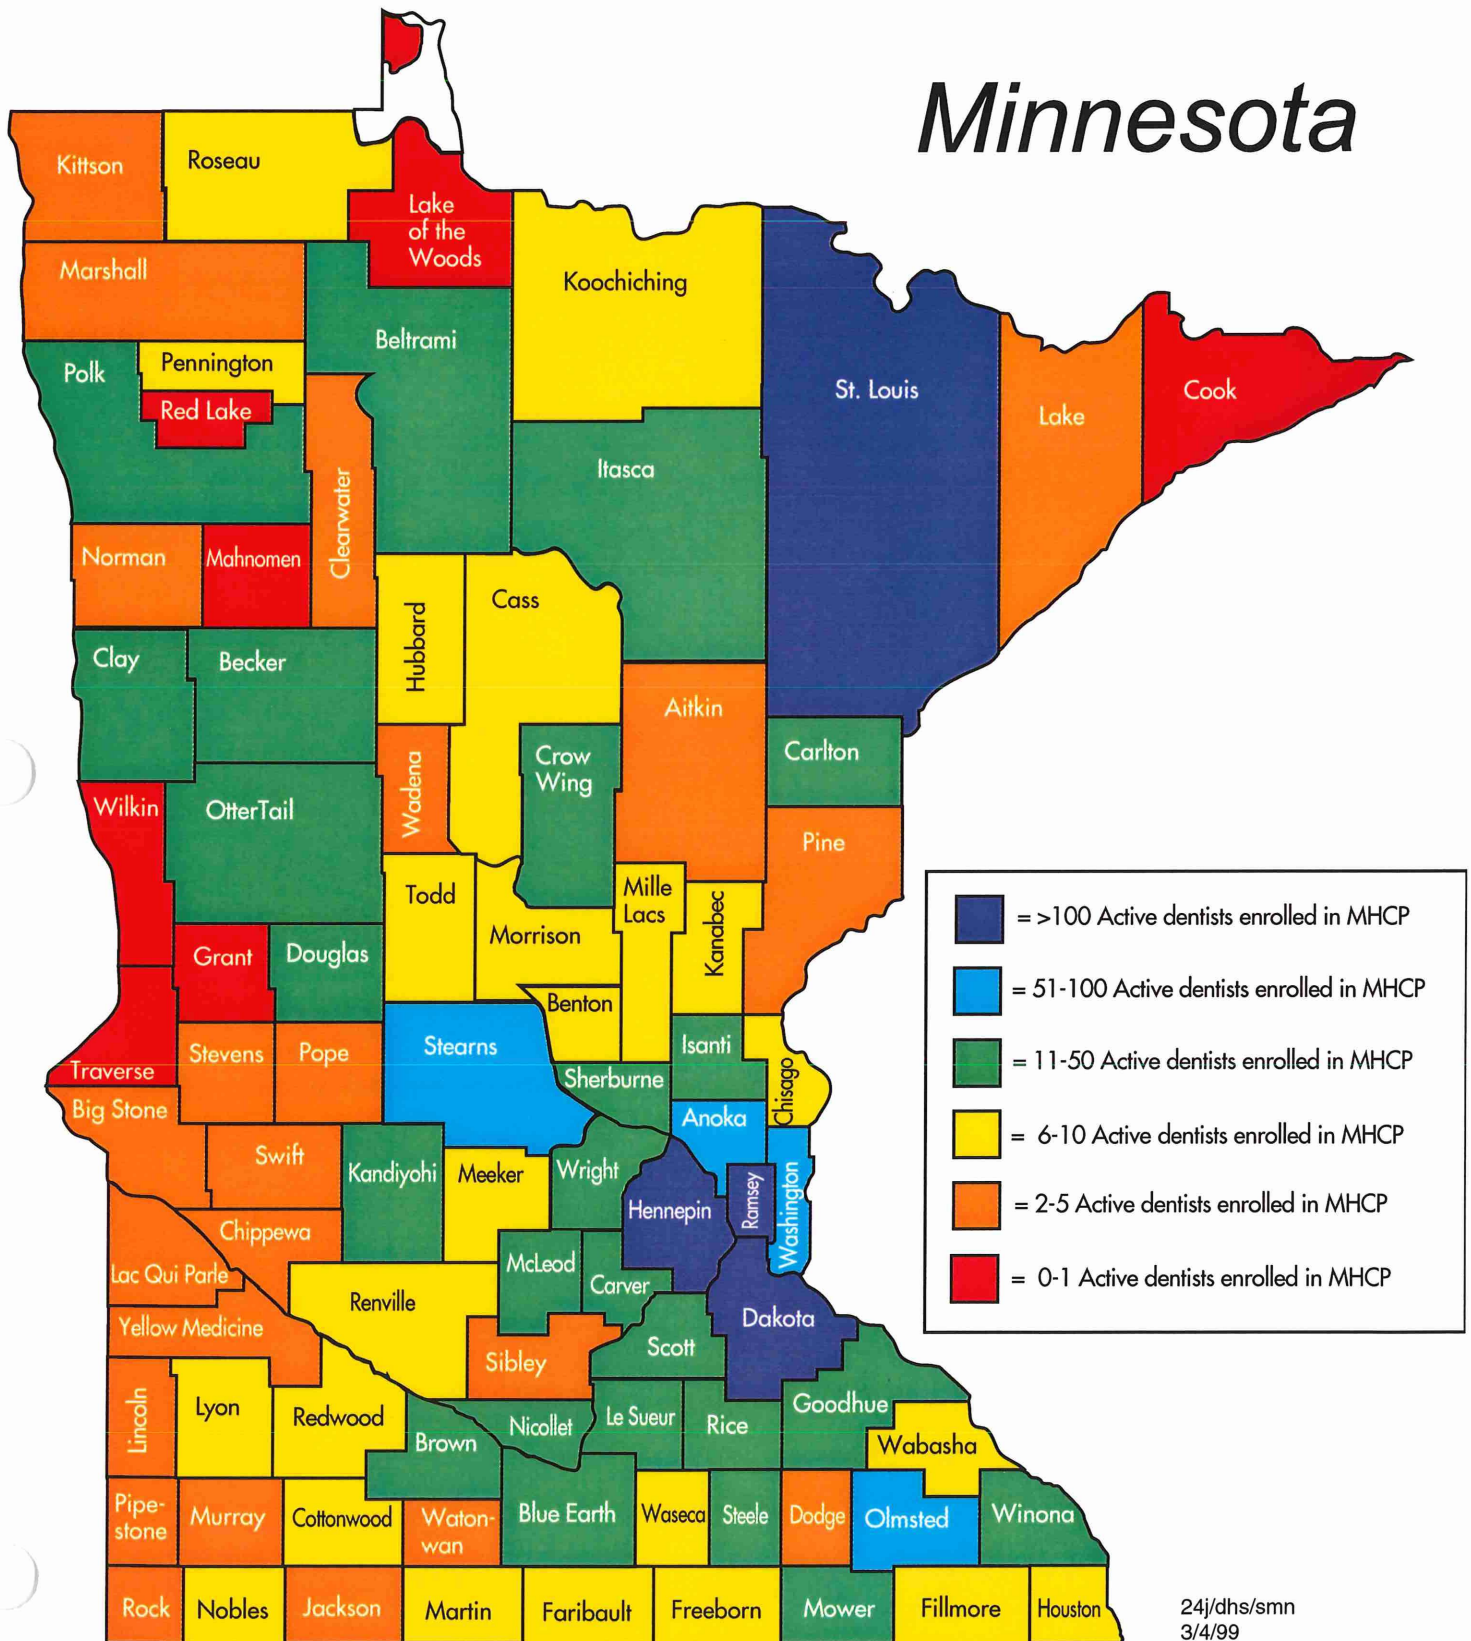 Minnesota
Kittson
Roseau
Lake
of the
Woods
Marshall
Koochiching
Beltrami
Polk
Pennington
Red Lake
St. Louis
Cook
Lake
Itasca
Clearwater
Norman
Mahnomen
Cass
Hubbard
Clay
Becker
Aitkin
Crow
Wing
Carlton
Wadena
Wilkin
OtterTail
Pine
Todd
Mille
Lacs
Kanabec
Morrison
Grant
Douglas
Benton
Stearns
Isanti
Stevens
Pope
Traverse
Sherburne
Chisago
Big Stone
Anoka
Swift
Kandiyohi
Meeker
Wright
Hennepin
Ramsey
Washington
Chippewa
McLeod
Lac Qui Parle
Carver
Renville
Dakota
Yellow Medicine
Scott
Sibley
Lincoln
Lyon
Redwood
Goodhue
Nicollet
Le Sueur
Rice
Brown
Wabasha
Pipe-
stone
Murray
Cottonwood
Waton-
wan
Blue Earth
Waseca
Steele
Dodge
Olmsted
Winona
Rock
Nobles
Jackson
Martin
Faribault
Freeborn
Mower
Fillmore
Houston
= >100 Active dentists enrolled in MHCP
= 51-100 Active dentists enrolled in MHCP
= 11-50 Active dentists enrolled in MHCP
= 6-10 Active dentists enrolled in MHCP
= 2-5 Active dentists enrolled in MHCP
= 0-1 Active dentists enrolled in MHCP
24j/dhs/smn
3/4/99